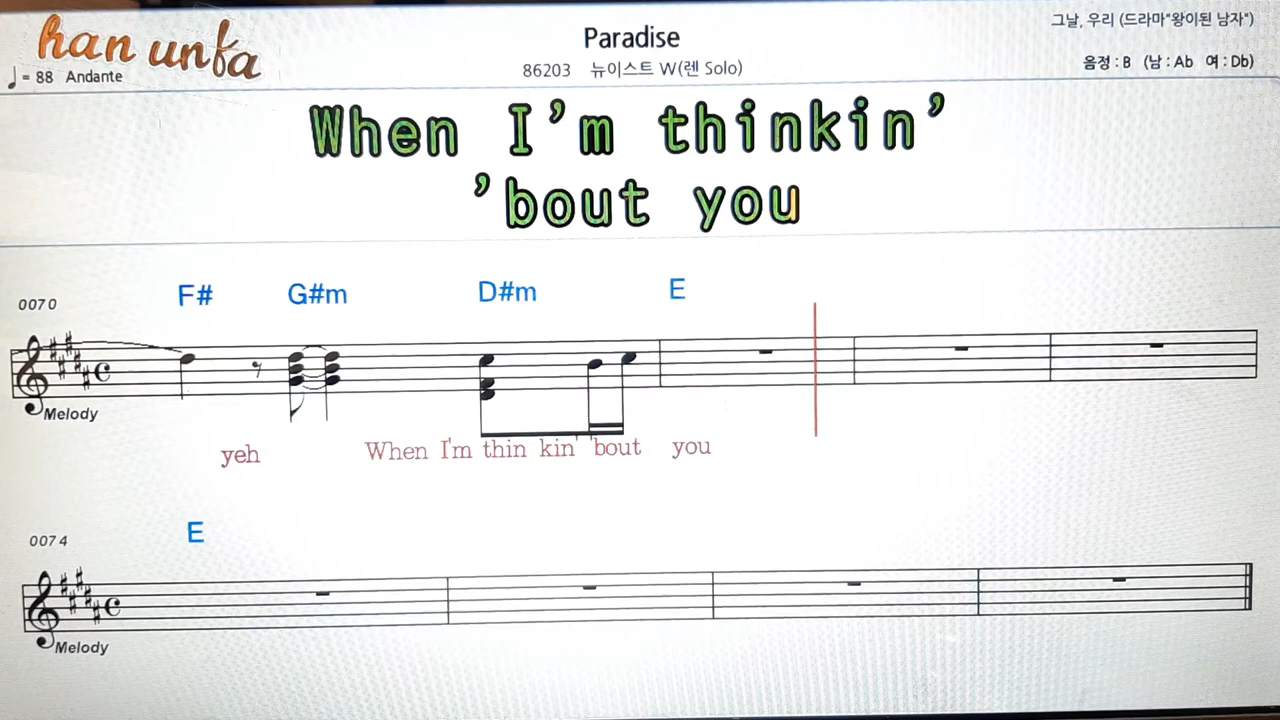 han unfa
♩= 88 Andante
Paradise
86203 뉴이스트 W(렌 Solo)
그날, 우리 (드라마"왕이된 남자")
음정 : B (남 : Ab 여 : Db)
When I'm thinkin'
'bout you
0070
F# G#m D#m E
Melody
yeh When I'm thin kin' 'bout you
0074
E
Melody